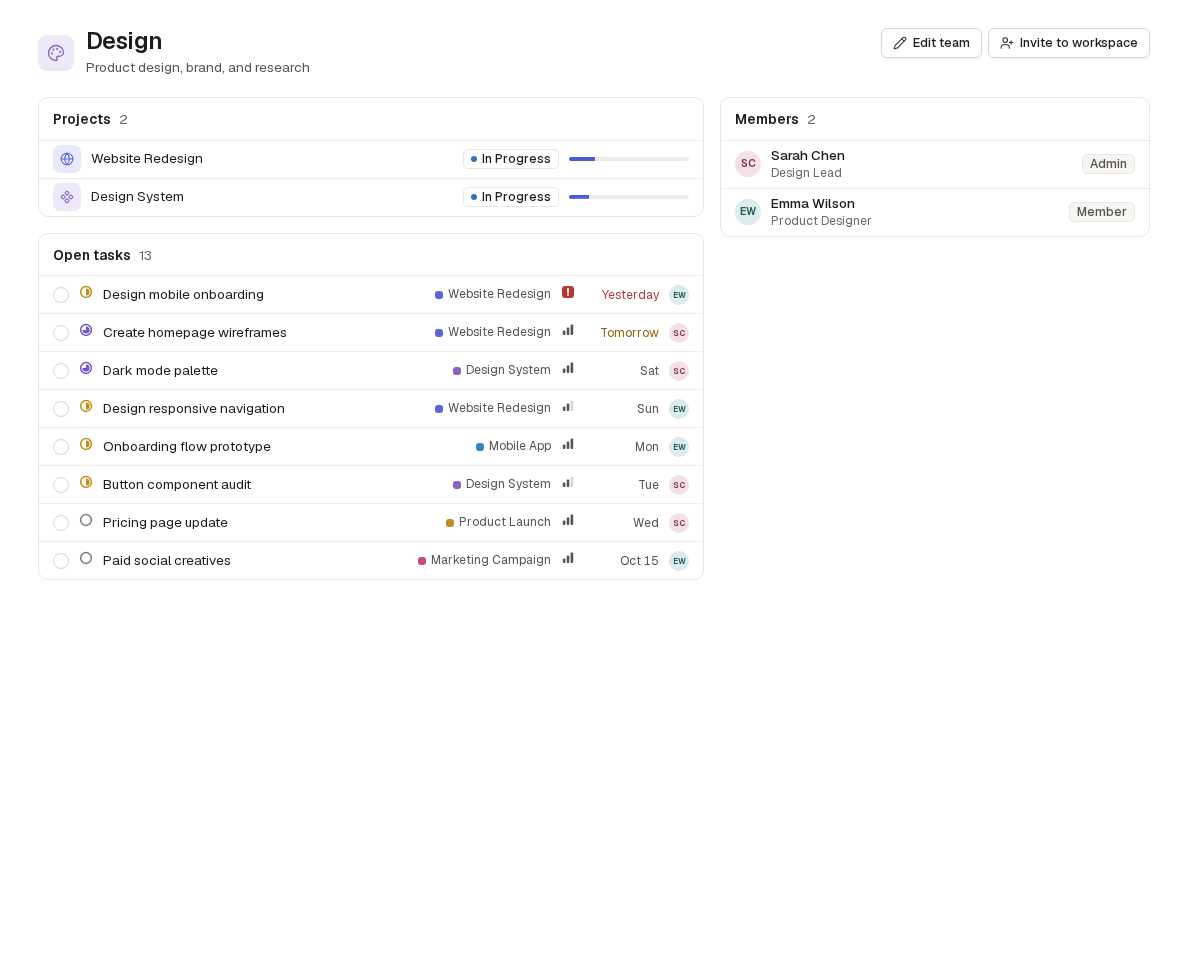 Design
Product design, brand, and research
Edit team
Invite to workspace
Projects 2
Website Redesign In Progress
Design System In Progress
Open tasks 13
Design mobile onboarding Website Redesign Yesterday EW
Create homepage wireframes Website Redesign Tomorrow SC
Dark mode palette Design System Sat SC
Design responsive navigation Website Redesign Sun EW
Onboarding flow prototype Mobile App Mon EW
Button component audit Design System Tue SC
Pricing page update Product Launch Wed SC
Paid social creatives Marketing Campaign Oct 15 EW
Members 2
SC Sarah Chen Admin
Design Lead
EW Emma Wilson Member
Product Designer